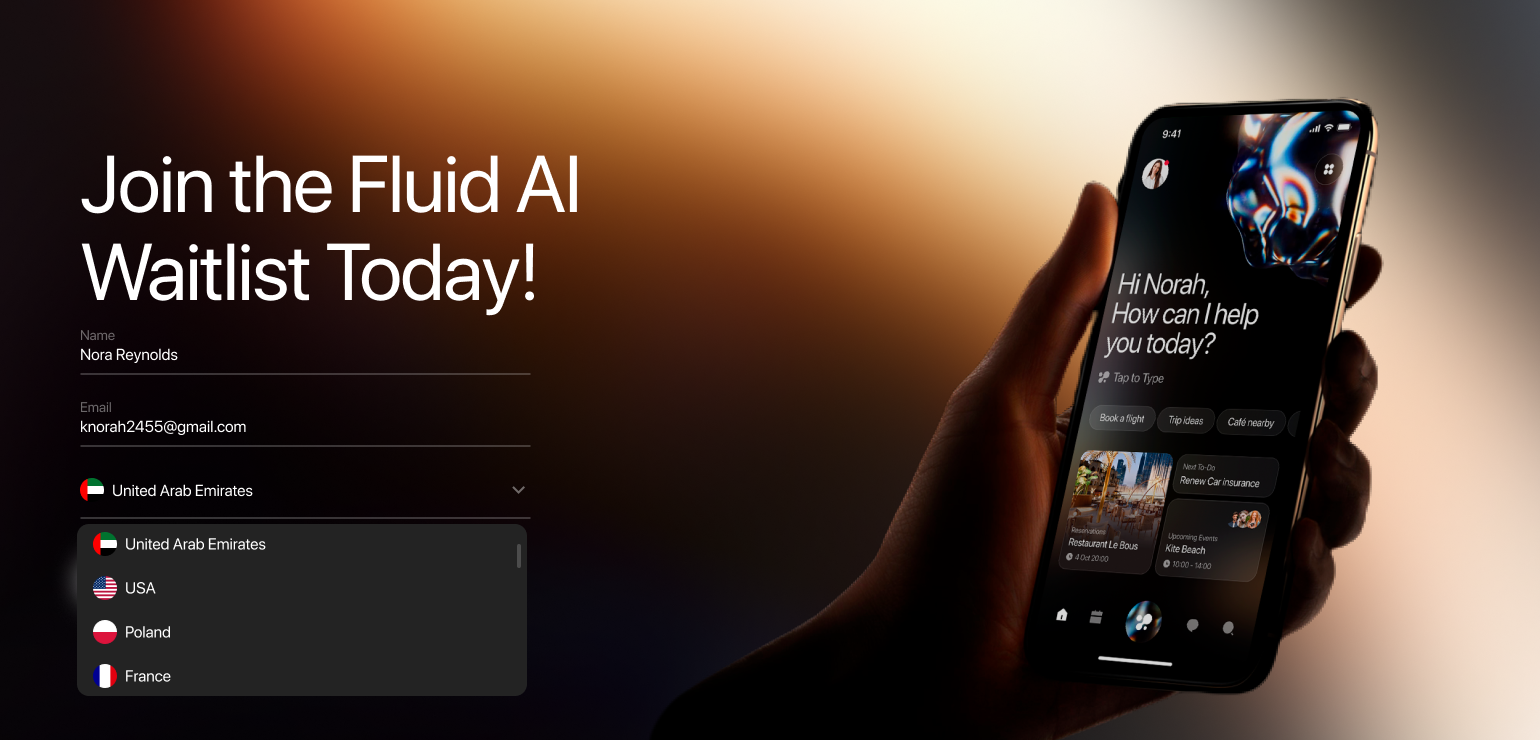 Join the Fluid AI
Waitlist Today!
Name
Nora Reynolds
Email
knorah2455@gmail.com
United Arab Emirates
United Arab Emirates
USA
Poland
France
9:41
Hi Norah,
How can I help
you today?
Tap to Type
Book a flight
Trip ideas
Café nearby
Reservations
Restaurant Le Bous
4 Oct 20:00
Next To-Do
Renew Car insurance
Upcoming Events
Kite Beach
10:00 - 14:00